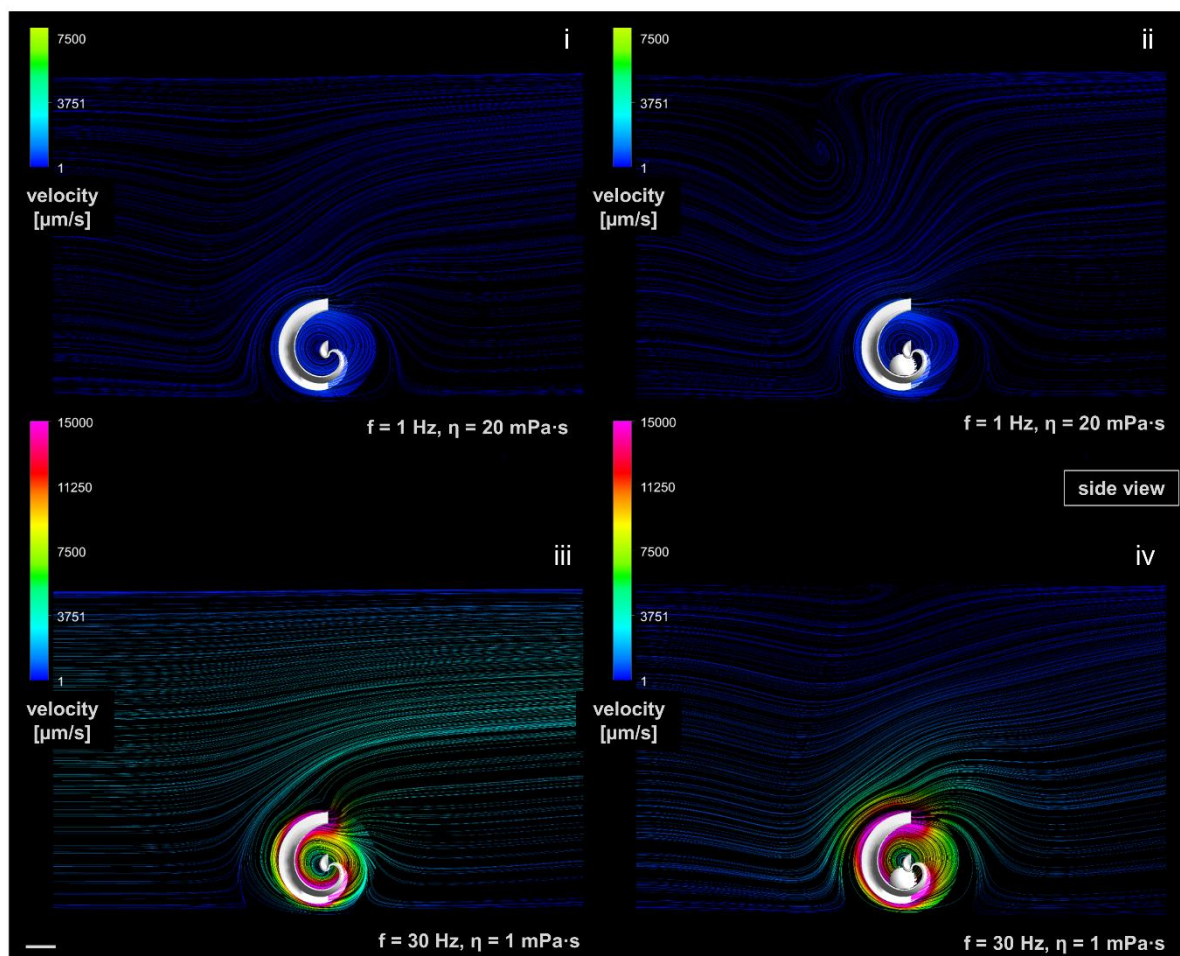 i
7500
3751
1
velocity
[µm/s]
f = 1 Hz, η = 20 mPa·s
ii
7500
3751
1
velocity
[µm/s]
f = 1 Hz, η = 20 mPa·s
side view
iii
15000
11250
7500
3751
1
velocity
[µm/s]
f = 30 Hz, η = 1 mPa·s
iv
15000
11250
7500
3751
1
velocity
[µm/s]
f = 30 Hz, η = 1 mPa·s